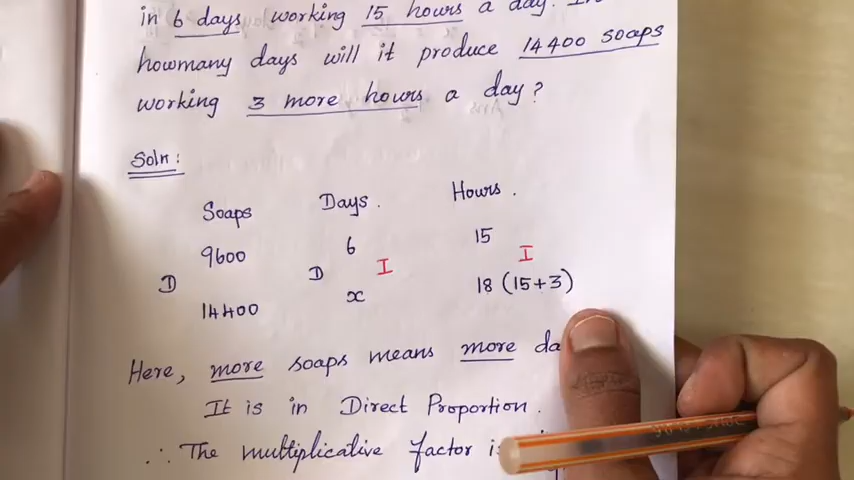 in 6 days working 15 hours a day. In
howmany days will it produce 14400 soaps
working 3 more hours a day?
Soln:
Soaps Days. Hours.
9600 6 15
D D I I
14400 x 18 (15+3)
Here, more soaps means more
It is in Direct Proportion.
∴ The multiplicative factor